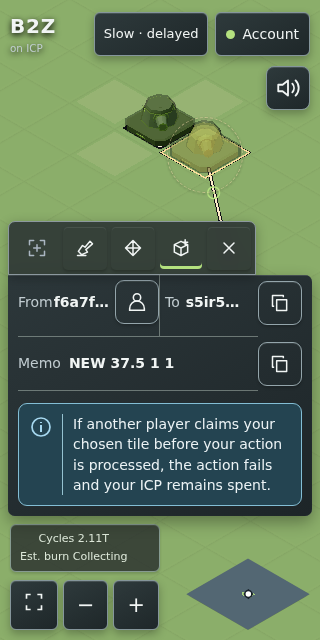 B2Z
on ICP
Slow · delayed
Account
From f6a7f…
To s5ir5…
Memo NEW 37.5 1 1
If another player claims your
chosen tile before your action
is processed, the action fails
and your ICP remains spent.
Cycles 2.11T
Est. burn Collecting